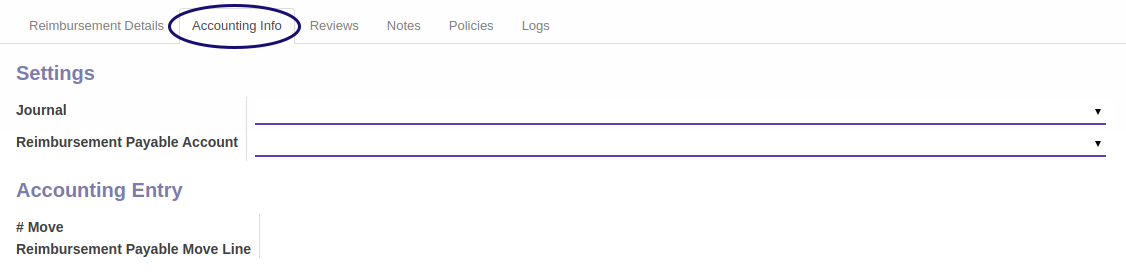 Reimbursement Details Accounting Info Reviews Notes Policies Logs
Settings
Journal
Reimbursement Payable Account
Accounting Entry
# Move
Reimbursement Payable Move Line